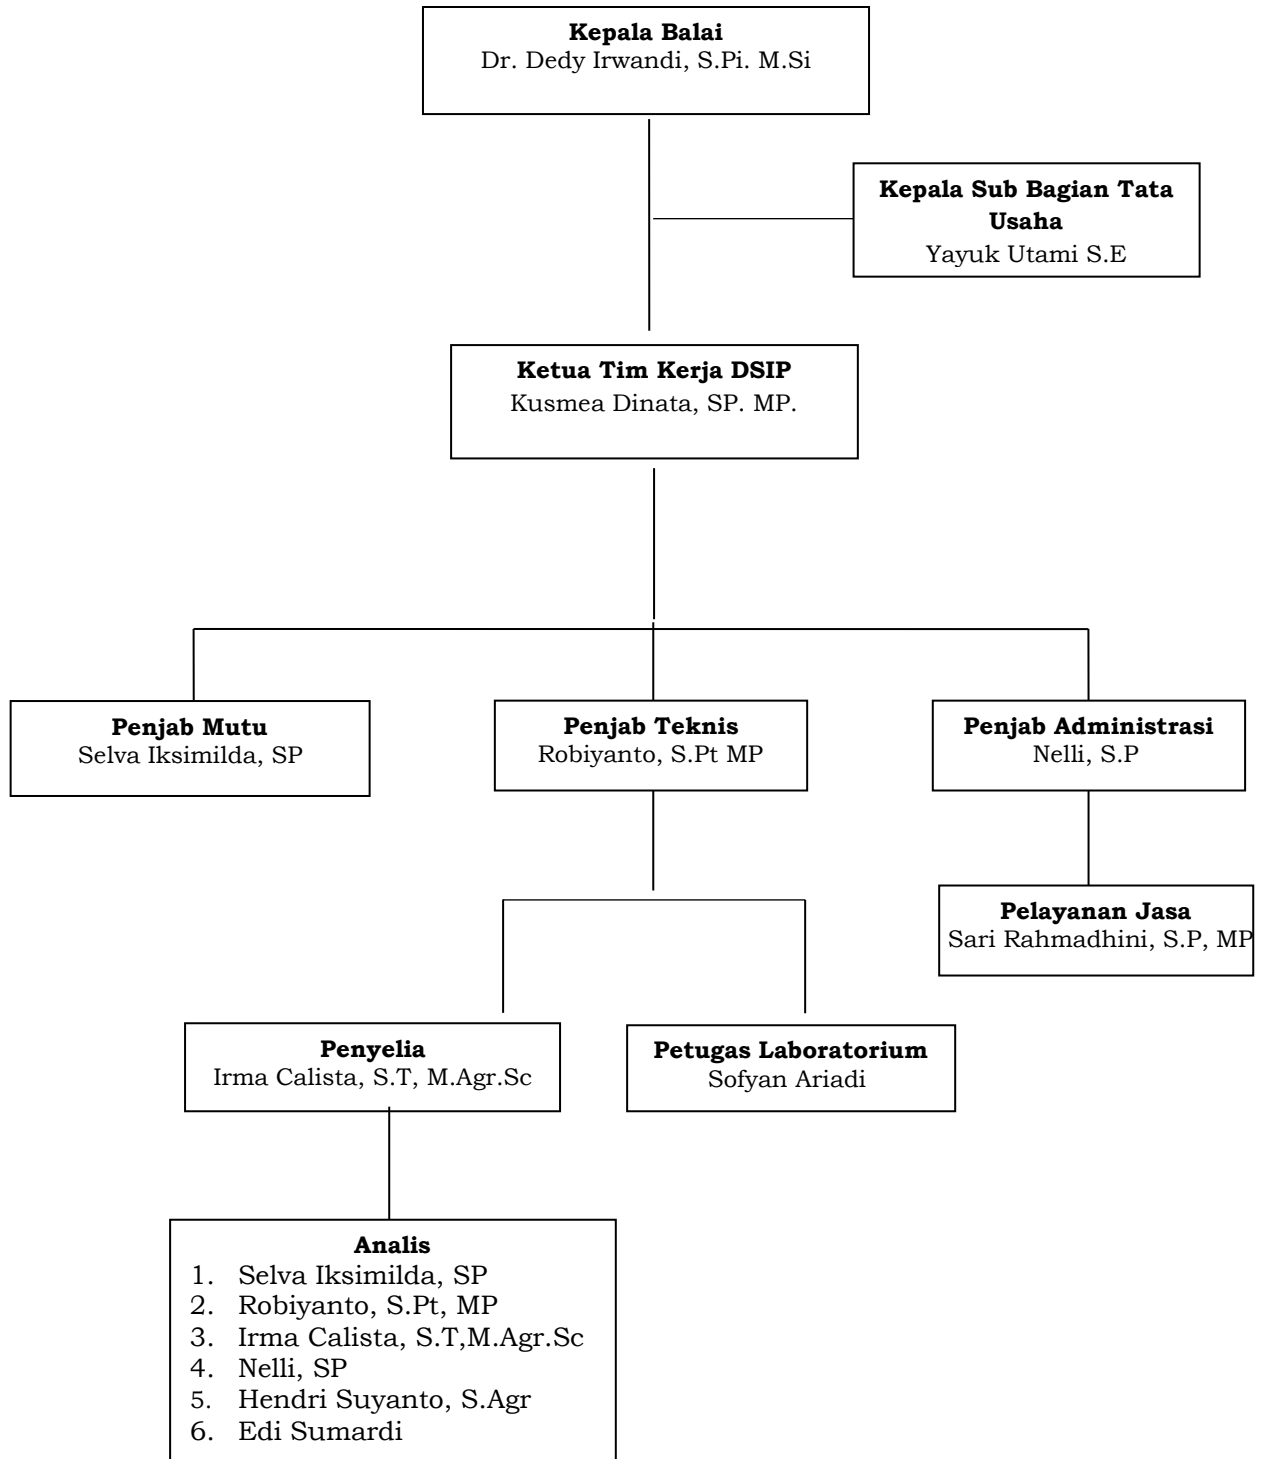 Kepala Balai
Dr. Dedy Irwandi, S.Pi. M.Si
Kepala Sub Bagian Tata
Usaha
Yayuk Utami S.E
Ketua Tim Kerja DSIP
Kusmea Dinata, SP. MP.
Penjab Mutu
Selva Iksimilda, SP
Penjab Teknis
Robiyanto, S.Pt MP
Penjab Administrasi
Nelli, S.P
Pelayanan Jasa
Sari Rahmadhini, S.P, MP
Penyelia
Irma Calista, S.T, M.Agr.Sc
Petugas Laboratorium
Sofyan Ariadi
Analis
1. Selva Iksimilda, SP
2. Robiyanto, S.Pt, MP
3. Irma Calista, S.T,M.Agr.Sc
4. Nelli, SP
5. Hendri Suyanto, S.Agr
6. Edi Sumardi